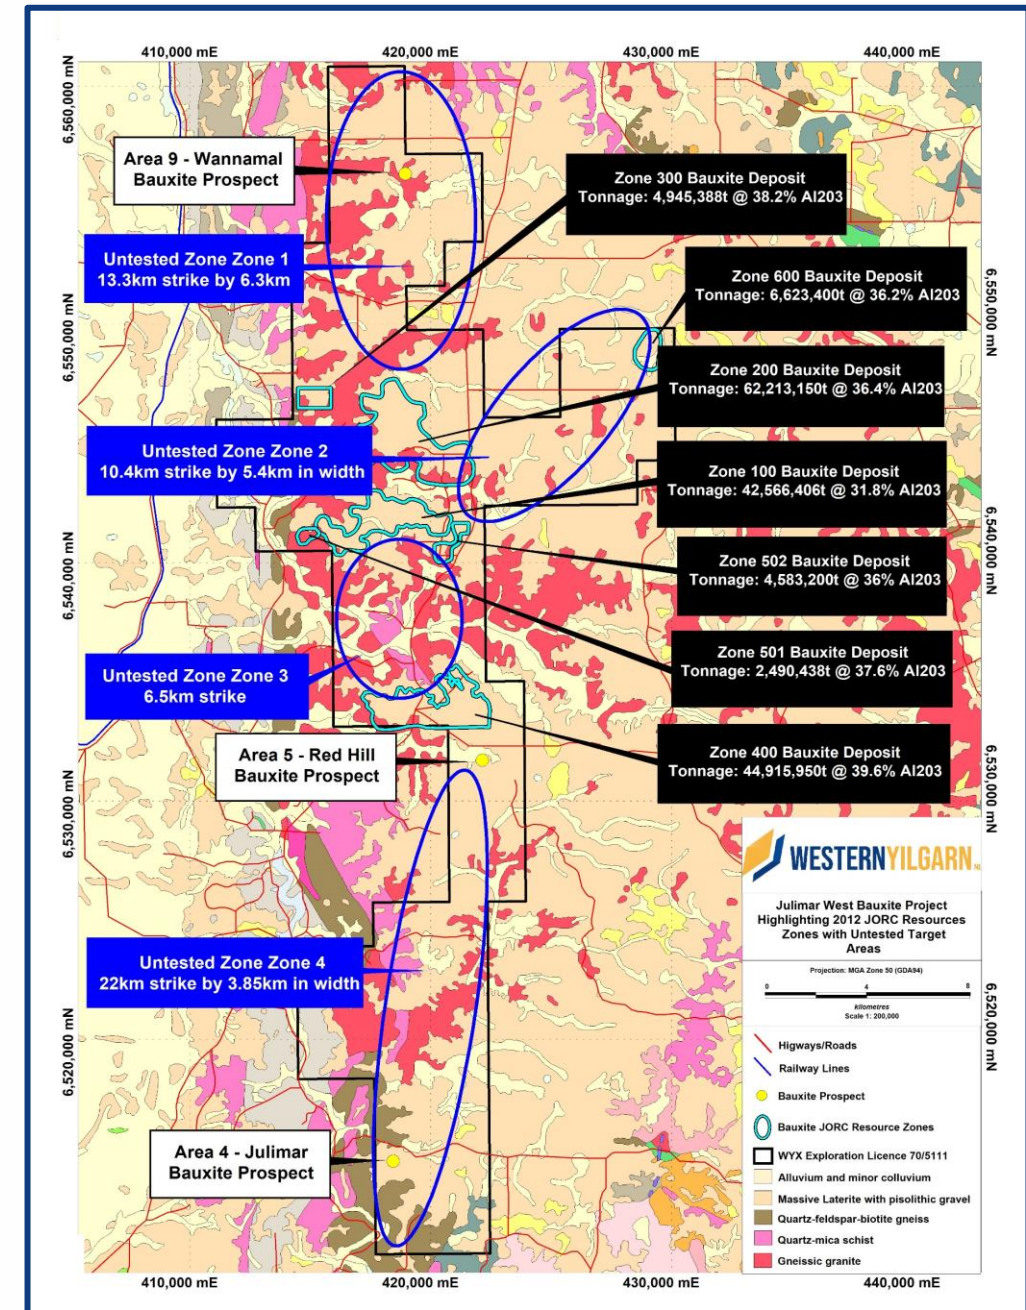 410,000 mE
420,000 mE
430,000 mE
440,000 mE
6,560,000 mN
Area 9 - Wannamal
Bauxite Prospect
Zone 300 Bauxite Deposit
Tonnage: 4,945,388t @ 38.2% Al203
Untested Zone Zone 1
13.3km strike by 6.3km
Zone 600 Bauxite Deposit
Tonnage: 6,623,400t @ 36.2% Al203
6,550,000 mN
6,550,000 mN
Zone 200 Bauxite Deposit
Tonnage: 62,213,150t @ 36.4% Al203
Untested Zone Zone 2
10.4km strike by 5.4km in width
Zone 100 Bauxite Deposit
Tonnage: 42,566,406t @ 31.8% Al203
6,540,000 mN
6,540,000 mN
Zone 502 Bauxite Deposit
Tonnage: 4,583,200t @ 36% Al203
Zone 501 Bauxite Deposit
Tonnage: 2,490,438t @ 37.6% Al203
Untested Zone Zone 3
6.5km strike
Area 5 - Red Hill
Bauxite Prospect
Zone 400 Bauxite Deposit
Tonnage: 44,915,950t @ 39.6% Al203
6,530,000 mN
6,530,000 mN
WESTERNYILGARN
Julimar West Bauxite Project
Highlighting 2012 JORC Resources
Zones with Untested Target
Areas
Untested Zone Zone 4
22km strike by 3.85km in width
Projection: MGA Zone 50 (GDA94)
0 4 8
kilometres
Scale 1: 200,000
6,520,000 mN
6,520,000 mN
Higways/Roads
Railway Lines
Bauxite Prospect
Bauxite JORC Resource Zones
WYX Exploration Licence 70/5111
Alluvium and minor colluvium
Massive Laterite with pisolithic gravel
Quartz-feldspar-biotite gneiss
Quartz-mica schist
Gneissic granite
Area 4 - Julimar
Bauxite Prospect
410,000 mE
420,000 mE
430,000 mE
440,000 mE